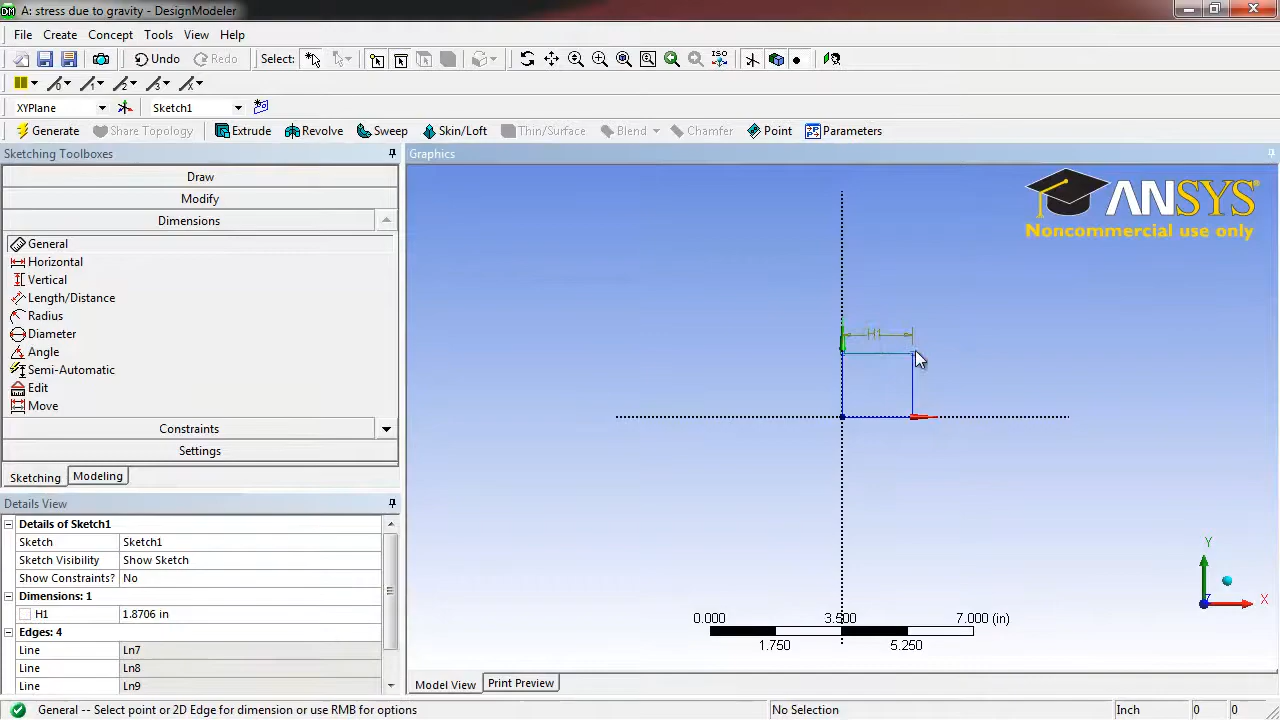 A: stress due to gravity - DesignModeler
File Create Concept Tools View Help
Undo Redo Select:
XYPlane Sketch1
Generate Share Topology Extrude Revolve Sweep Skin/Loft Thin/Surface Blend Chamfer Point Parameters
Sketching Toolboxes
Draw
Modify
Dimensions
General
Horizontal
Vertical
Length/Distance
Radius
Diameter
Angle
Semi-Automatic
Edit
Move
Constraints
Settings
Sketching Modeling
Details View
Details of Sketch1
Sketch Sketch1
Sketch Visibility Show Sketch
Show Constraints? No
Dimensions: 1
H1 1.8706 in
Edges: 4
Line Ln7
Line Ln8
Line Ln9
Graphics
ANSYS
Noncommercial use only
H1
Y
X
Z
0.000 3.500 7.000 (in)
1.750 5.250
Model View Print Preview
General -- Select point or 2D Edge for dimension or use RMB for options No Selection Inch 0 0